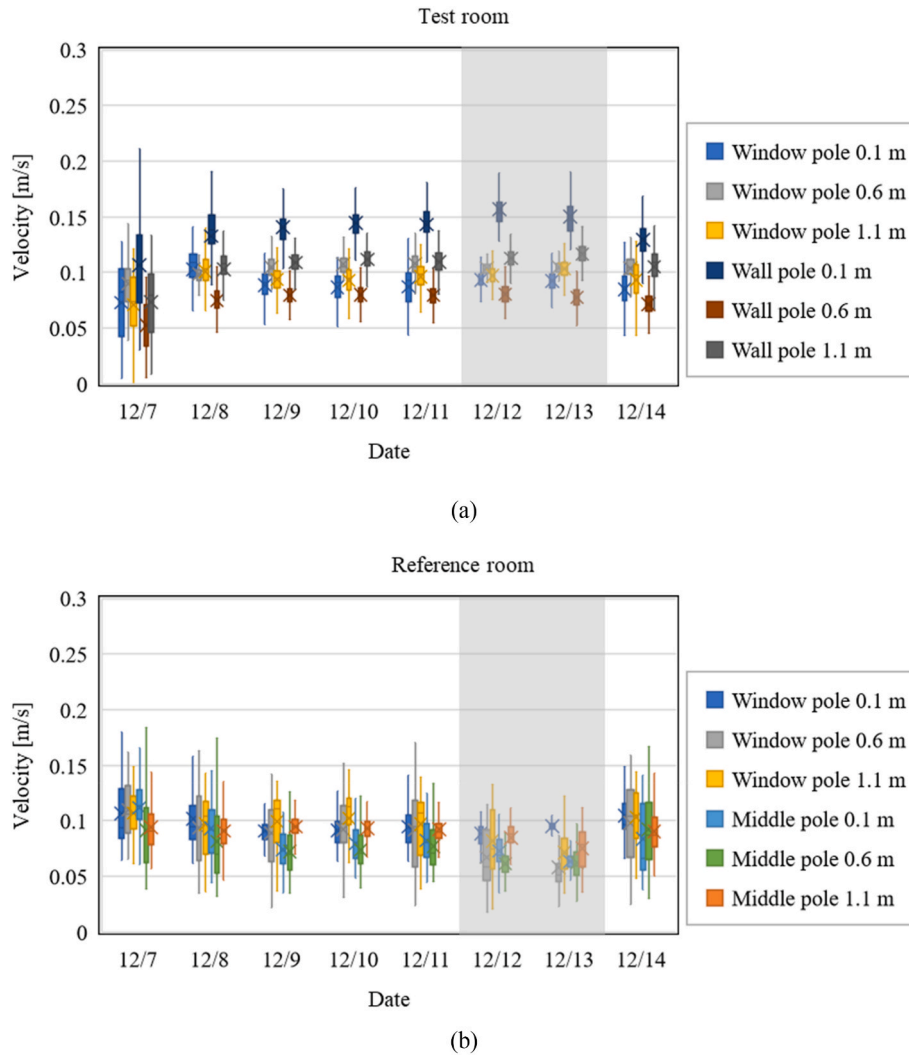 Test room
0.3
0.25
0.2
0.15
0.1
0.05
0
Velocity [m/s]
12/7 12/8 12/9 12/10 12/11 12/12 12/13 12/14
Date
Window pole 0.1 m
Window pole 0.6 m
Window pole 1.1 m
Wall pole 0.1 m
Wall pole 0.6 m
Wall pole 1.1 m
(a)
Reference room
0.3
0.25
0.2
0.15
0.1
0.05
0
Velocity [m/s]
12/7 12/8 12/9 12/10 12/11 12/12 12/13 12/14
Date
Window pole 0.1 m
Window pole 0.6 m
Window pole 1.1 m
Middle pole 0.1 m
Middle pole 0.6 m
Middle pole 1.1 m
(b)